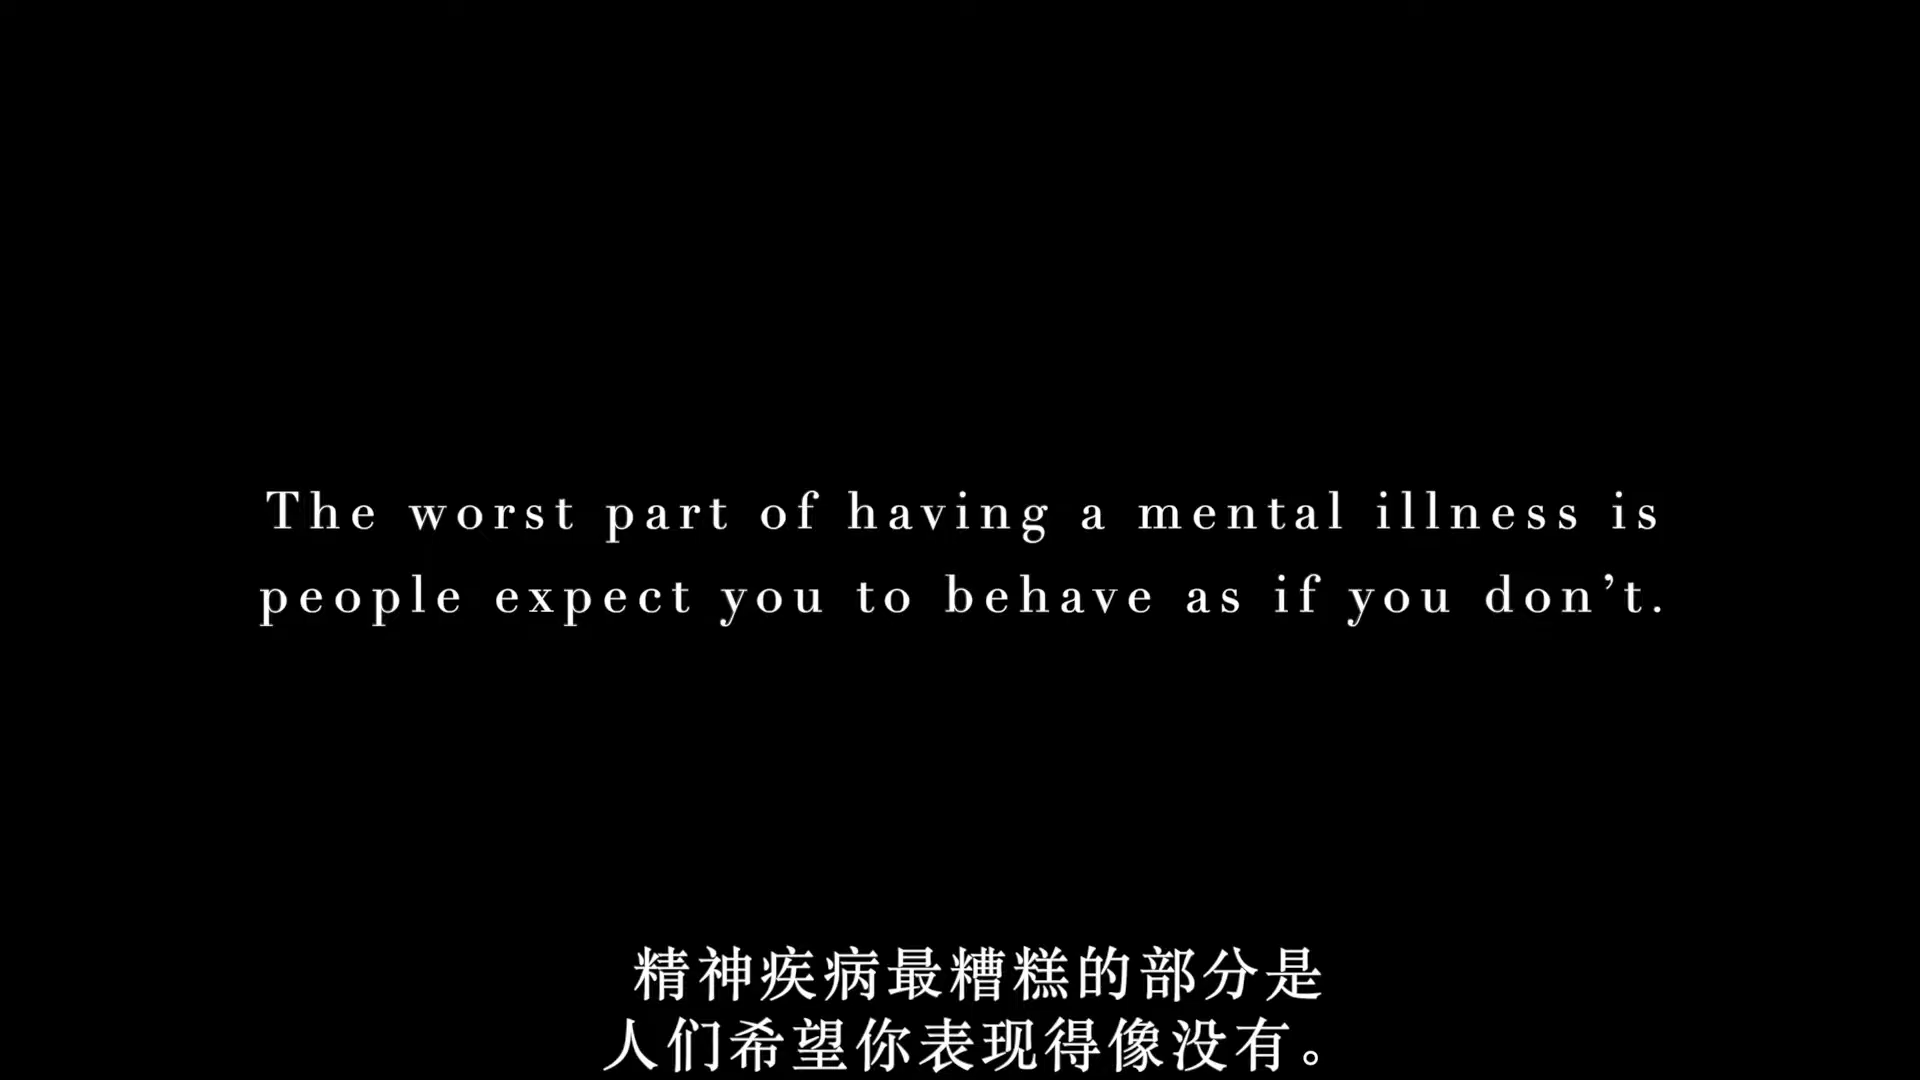 The worst part of having a mental illness is
people expect you to behave as if you don’t.
精神疾病最糟糕的部分是
人们希望你表现得像没有。